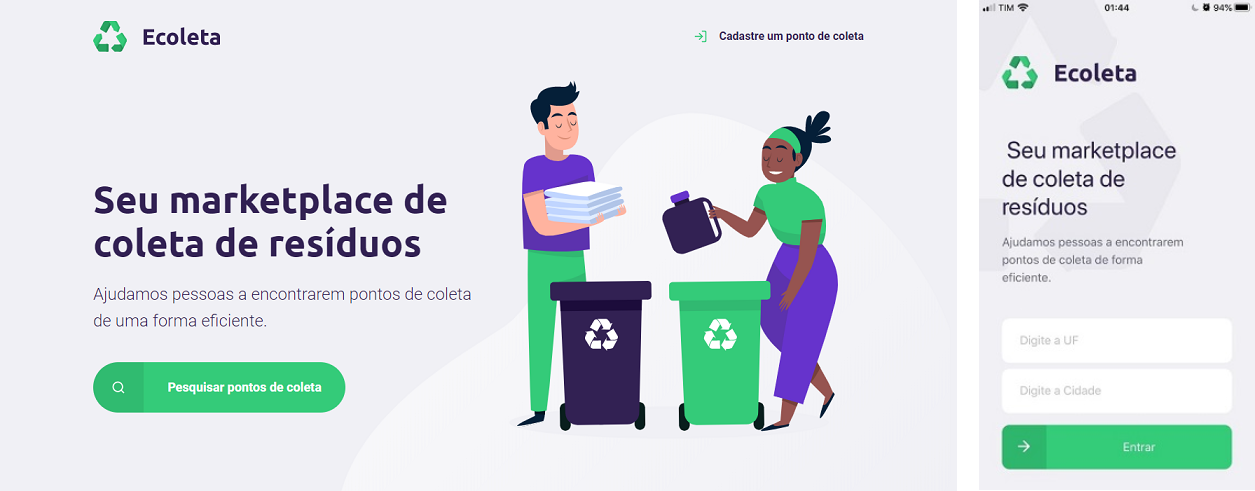 Ecoleta
Cadastre um ponto de coleta
Seu marketplace de
coleta de resíduos
Ajudamos pessoas a encontrarem pontos de coleta
de uma forma eficiente.
Pesquisar pontos de coleta
TIM
01:44
94%
Ecoleta
Seu marketplace
de coleta de
resíduos
Ajudamos pessoas a encontrarem
pontos de coleta de forma
eficiente.
Digite a UF
Digite a Cidade
Entrar